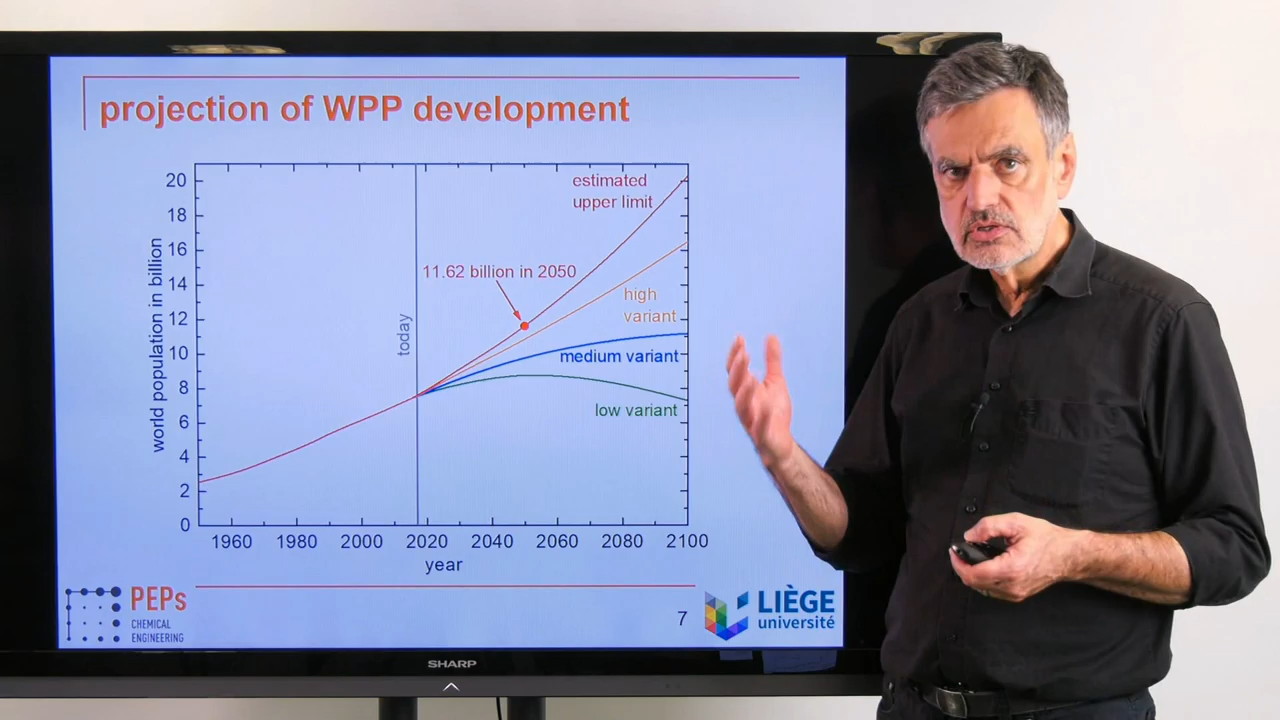 projection of WPP development
20
18
16
14
12
10
8
6
4
2
0
world population in billion
estimated
upper limit
11.62 billion in 2050
high
variant
today
medium variant
low variant
1960 1980 2000 2020 2040 2060 2080 2100
year
PEPs
CHEMICAL
ENGINEERING
7
LIÈGE
université
SHARP